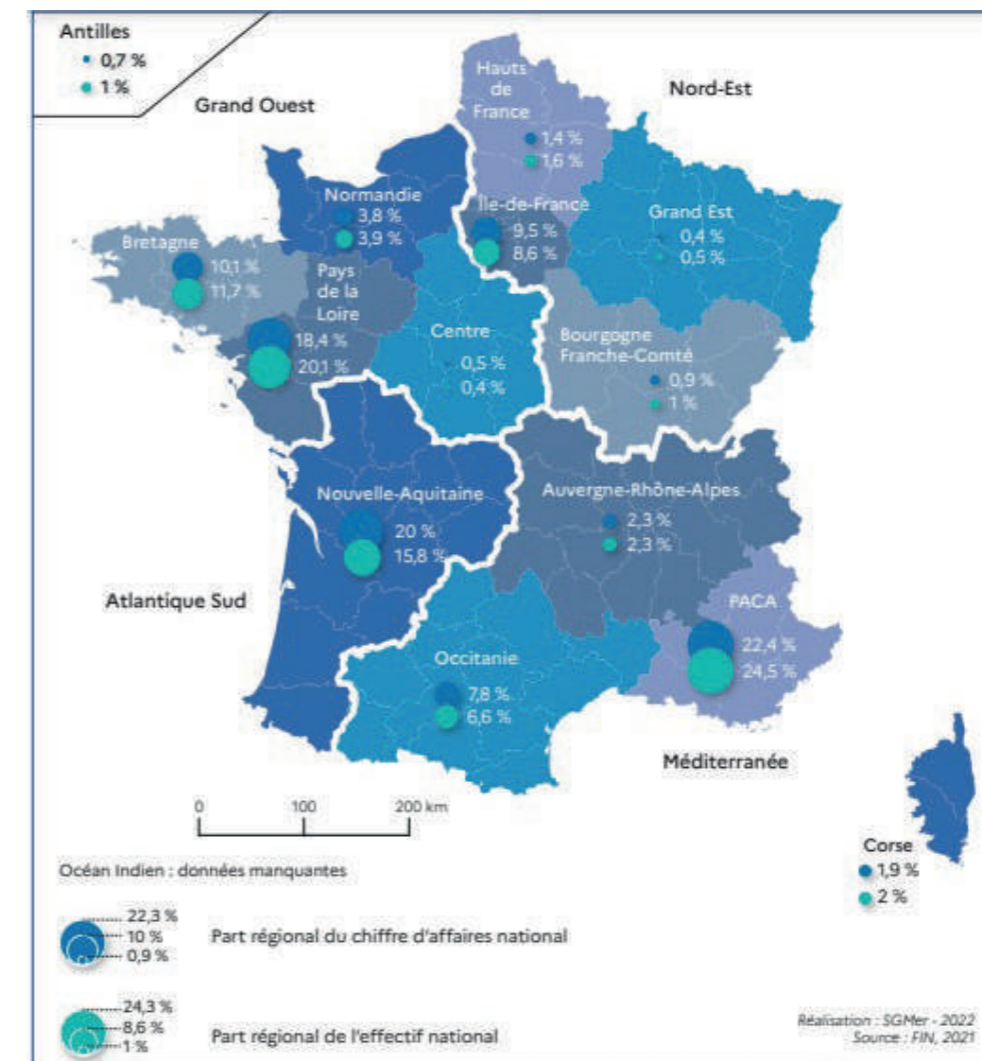 Antilles
0,7 %
1 %
Grand Ouest
Nord-Est
Hauts
de
France
1,4 %
1,6 %
Normandie
3,8 %
3,9 %
Île-de-France
9,5 %
8,6 %
Grand Est
0,4 %
0,5 %
Bretagne
10,1 %
11,7 %
Pays
de la
Loire
18,4 %
20,1 %
Centre
0,5 %
0,4 %
Bourgogne
Franche-Comté
0,9 %
1 %
Nouvelle-Aquitaine
20 %
15,8 %
Auvergne-Rhône-Alpes
2,3 %
2,3 %
Atlantique Sud
PACA
22,4 %
24,5 %
Occitanie
7,8 %
6,6 %
Méditerranée
Corse
1,9 %
2 %
0 100 200 km
Océan Indien : données manquantes
22,3 %
10 %
0,9 %
Part régional du chiffre d'affaires national
24,3 %
8,6 %
1 %
Part régional de l'effectif national
Réalisation : SGMer - 2022
Source : FIN, 2021